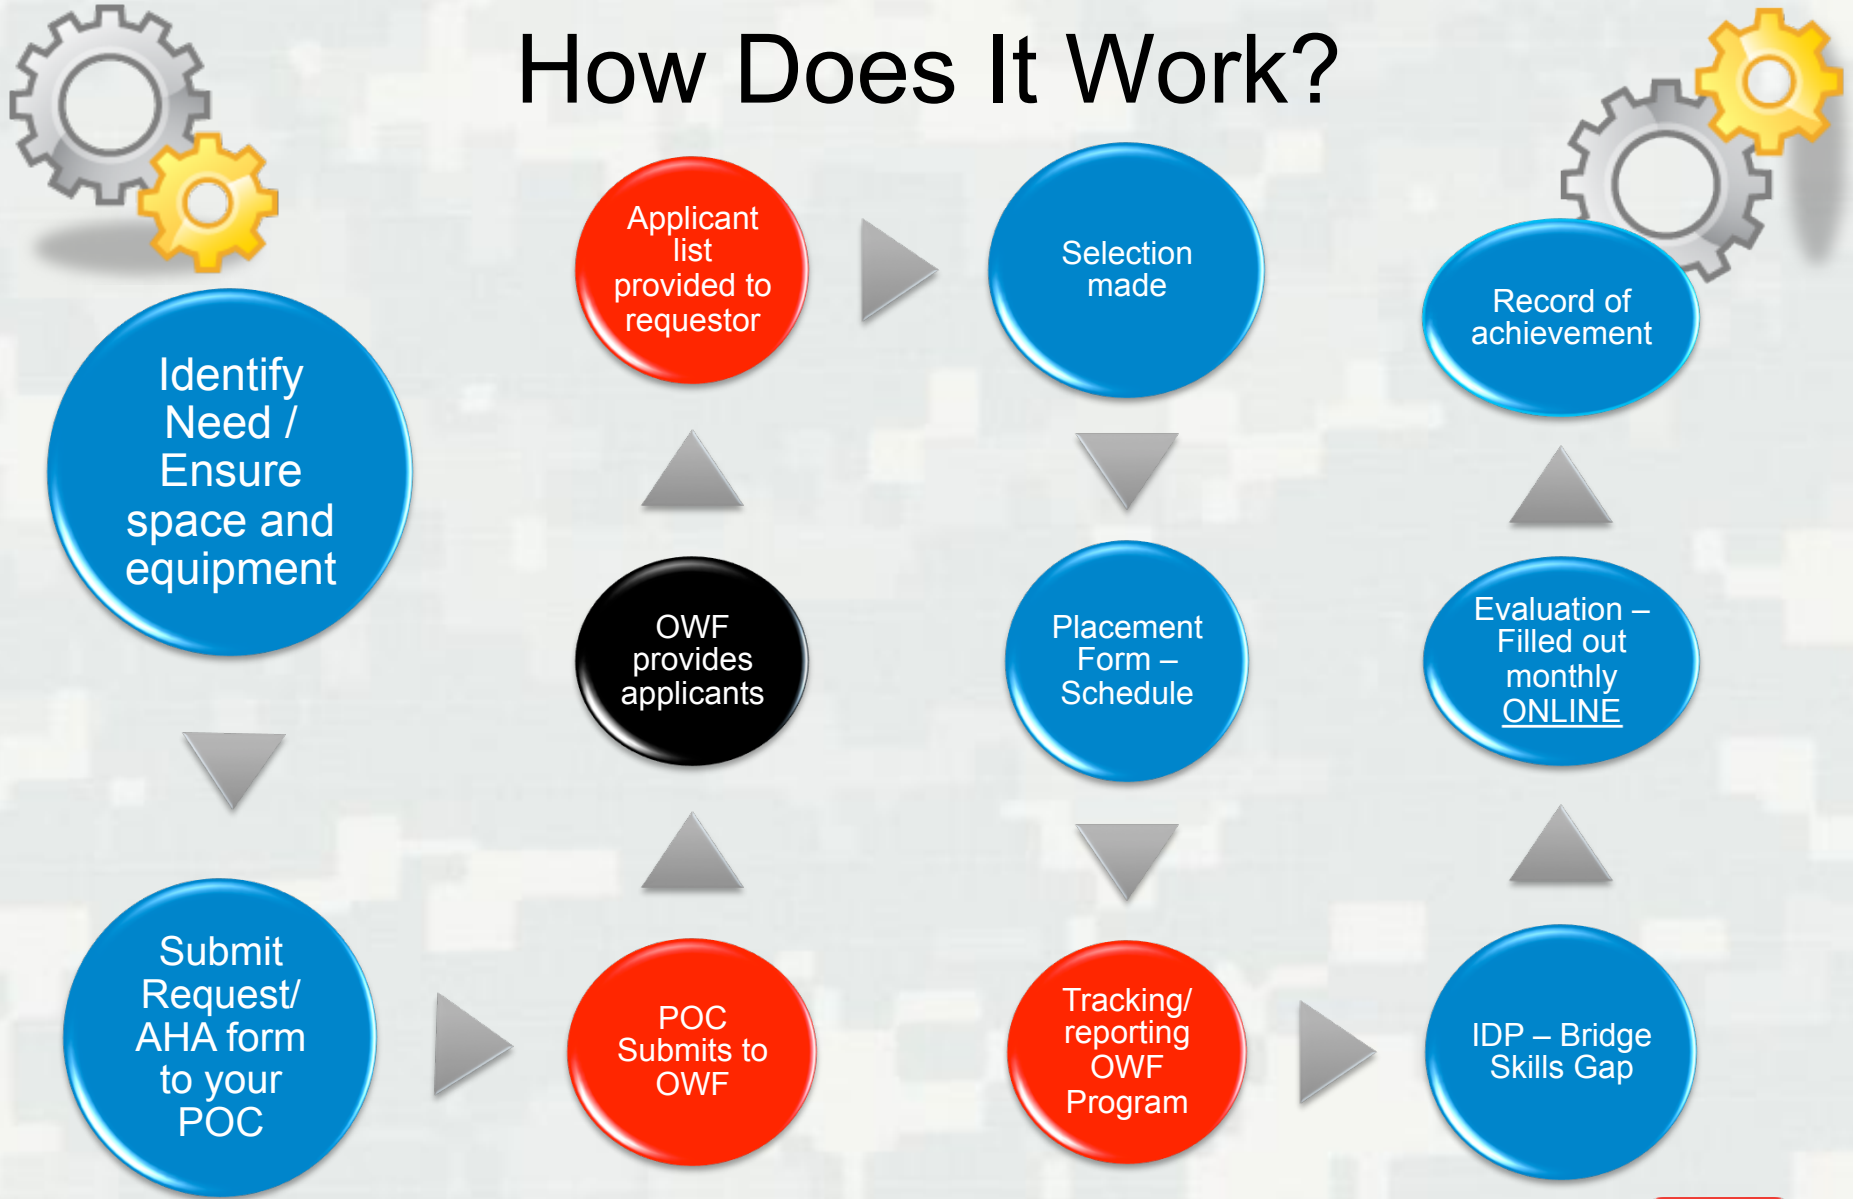 How Does It Work?
Identify
Need /
Ensure
space and
equipment
Submit
Request/
AHA form
to your
POC
POC
Submits to
OWF
OWF
provides
applicants
Applicant
list
provided to
requestor
Selection
made
Placement
Form –
Schedule
Tracking/
reporting
OWF
Program
IDP – Bridge
Skills Gap
Evaluation –
Filled out
monthly
ONLINE
Record of
achievement